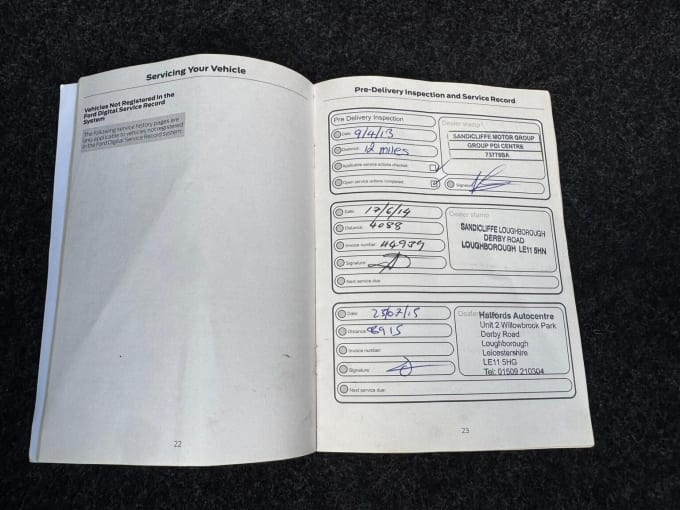 Servicing Your Vehicle
Vehicles Not Registered in the
Ford Digital Service Record
System
The following service history pages are
only applicable to vehicles not registered
in the Ford Digital Service Record system.
22
Pre-Delivery Inspection and Service Record
Pre Delivery Inspection
Date: 9/4/13
Distance: 12 miles
Applicable service actions checked
Open service actions completed
Dealer stamp
SANDICLIFFE MOTOR GROUP
GROUP PDI CENTRE
73778BA
Signature
Date: 17/6/14
Distance: 4088
Invoice number: 44939
Signature:
Next service due:
Dealer stamp
SANDICLIFFE LOUGHBOROUGH
DERBY ROAD
LOUGHBOROUGH LE11 5HN
Date: 25/07/15
Distance: 8915
Invoice number:
Signature:
Next service due:
Halfords Autocentre
Unit 2 Willowbrook Park
Derby Road
Loughborough
Leicestershire
LE11 5HG
Tel: 01509 210304
23